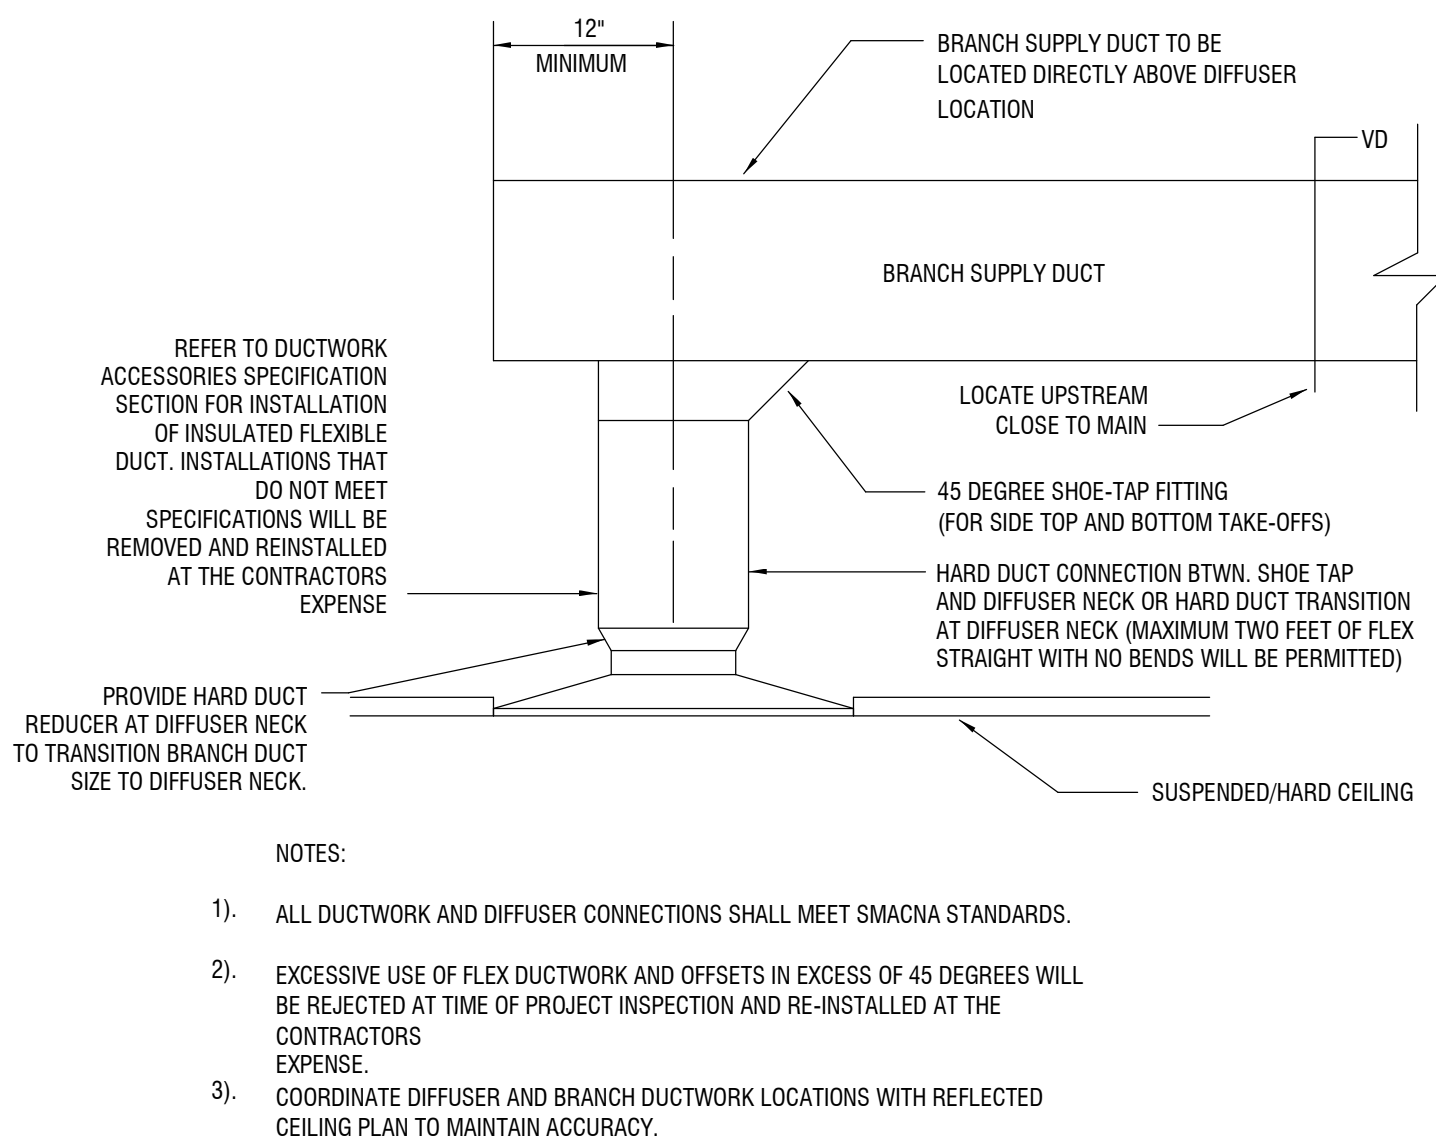 12"
MINIMUM
BRANCH SUPPLY DUCT TO BE
LOCATED DIRECTLY ABOVE DIFFUSER
LOCATION
VD
BRANCH SUPPLY DUCT
REFER TO DUCTWORK
ACCESSORIES SPECIFICATION
SECTION FOR INSTALLATION
OF INSULATED FLEXIBLE
DUCT. INSTALLATIONS THAT
DO NOT MEET
SPECIFICATIONS WILL BE
REMOVED AND REINSTALLED
AT THE CONTRACTORS
EXPENSE
LOCATE UPSTREAM
CLOSE TO MAIN
45 DEGREE SHOE-TAP FITTING
(FOR SIDE TOP AND BOTTOM TAKE-OFFS)
HARD DUCT CONNECTION BTWN. SHOE TAP
AND DIFFUSER NECK OR HARD DUCT TRANSITION
AT DIFFUSER NECK (MAXIMUM TWO FEET OF FLEX
STRAIGHT WITH NO BENDS WILL BE PERMITTED)
PROVIDE HARD DUCT
REDUCER AT DIFFUSER NECK
TO TRANSITION BRANCH DUCT
SIZE TO DIFFUSER NECK.
SUSPENDED/HARD CEILING
NOTES:
1). ALL DUCTWORK AND DIFFUSER CONNECTIONS SHALL MEET SMACNA STANDARDS.
2). EXCESSIVE USE OF FLEX DUCTWORK AND OFFSETS IN EXCESS OF 45 DEGREES WILL
BE REJECTED AT TIME OF PROJECT INSPECTION AND RE-INSTALLED AT THE
CONTRACTORS
EXPENSE.
3). COORDINATE DIFFUSER AND BRANCH DUCTWORK LOCATIONS WITH REFLECTED
CEILING PLAN TO MAINTAIN ACCURACY.